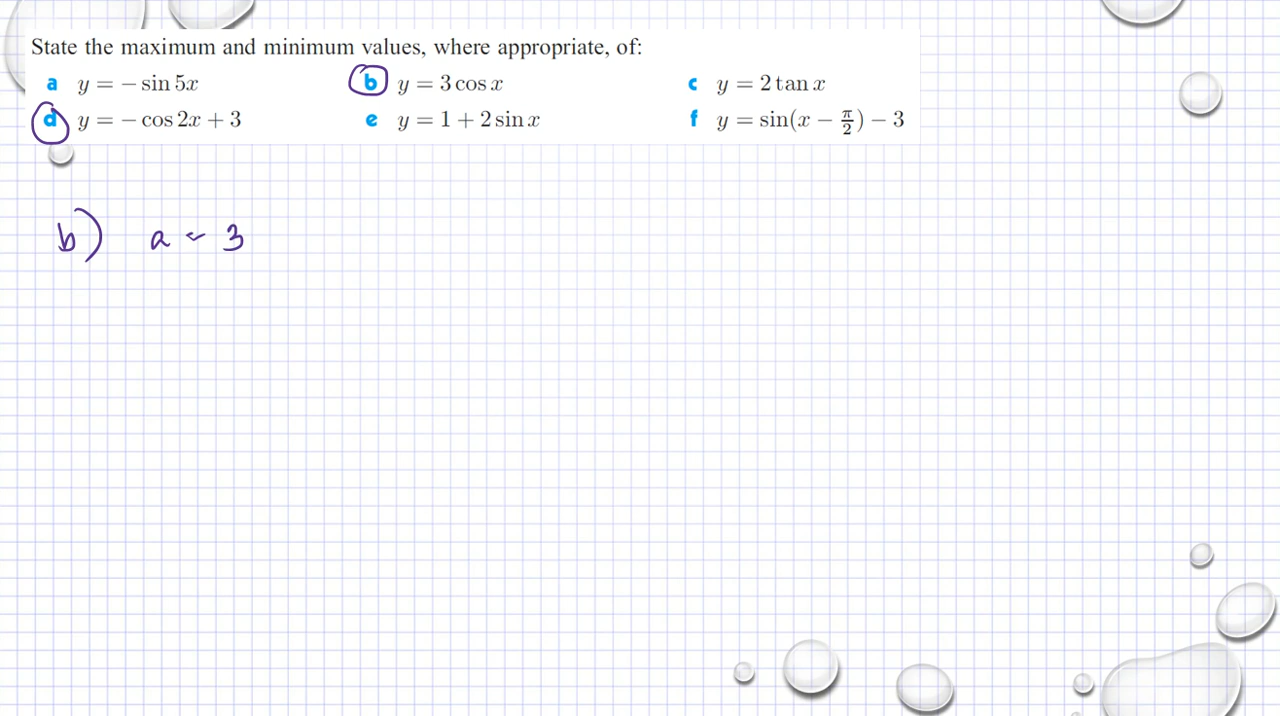 State the maximum and minimum values, where appropriate, of:
a y = − sin 5x b y = 3 cos x c y = 2 tan x
d y = − cos 2x + 3 e y = 1 + 2 sin x f y = sin(x − π/2) − 3
b) a = 3